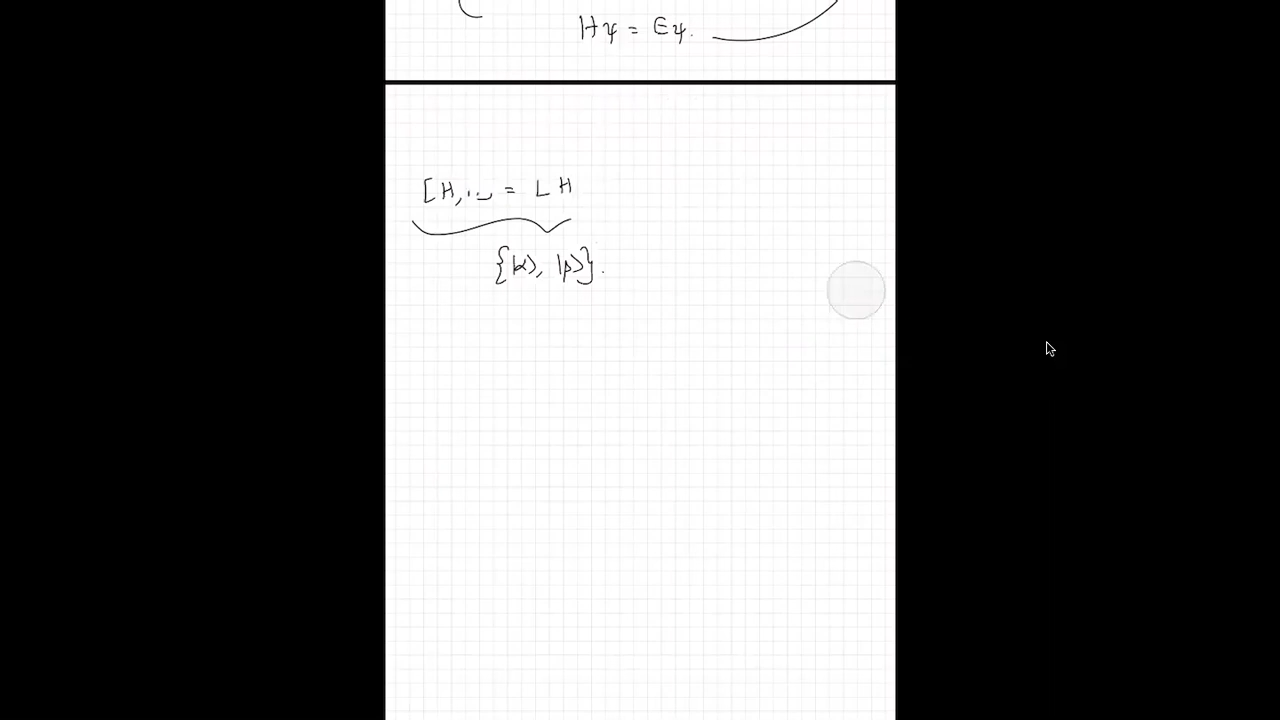 Hψ = Eψ.
[H, ·] = L H
{|α⟩, |β⟩}.